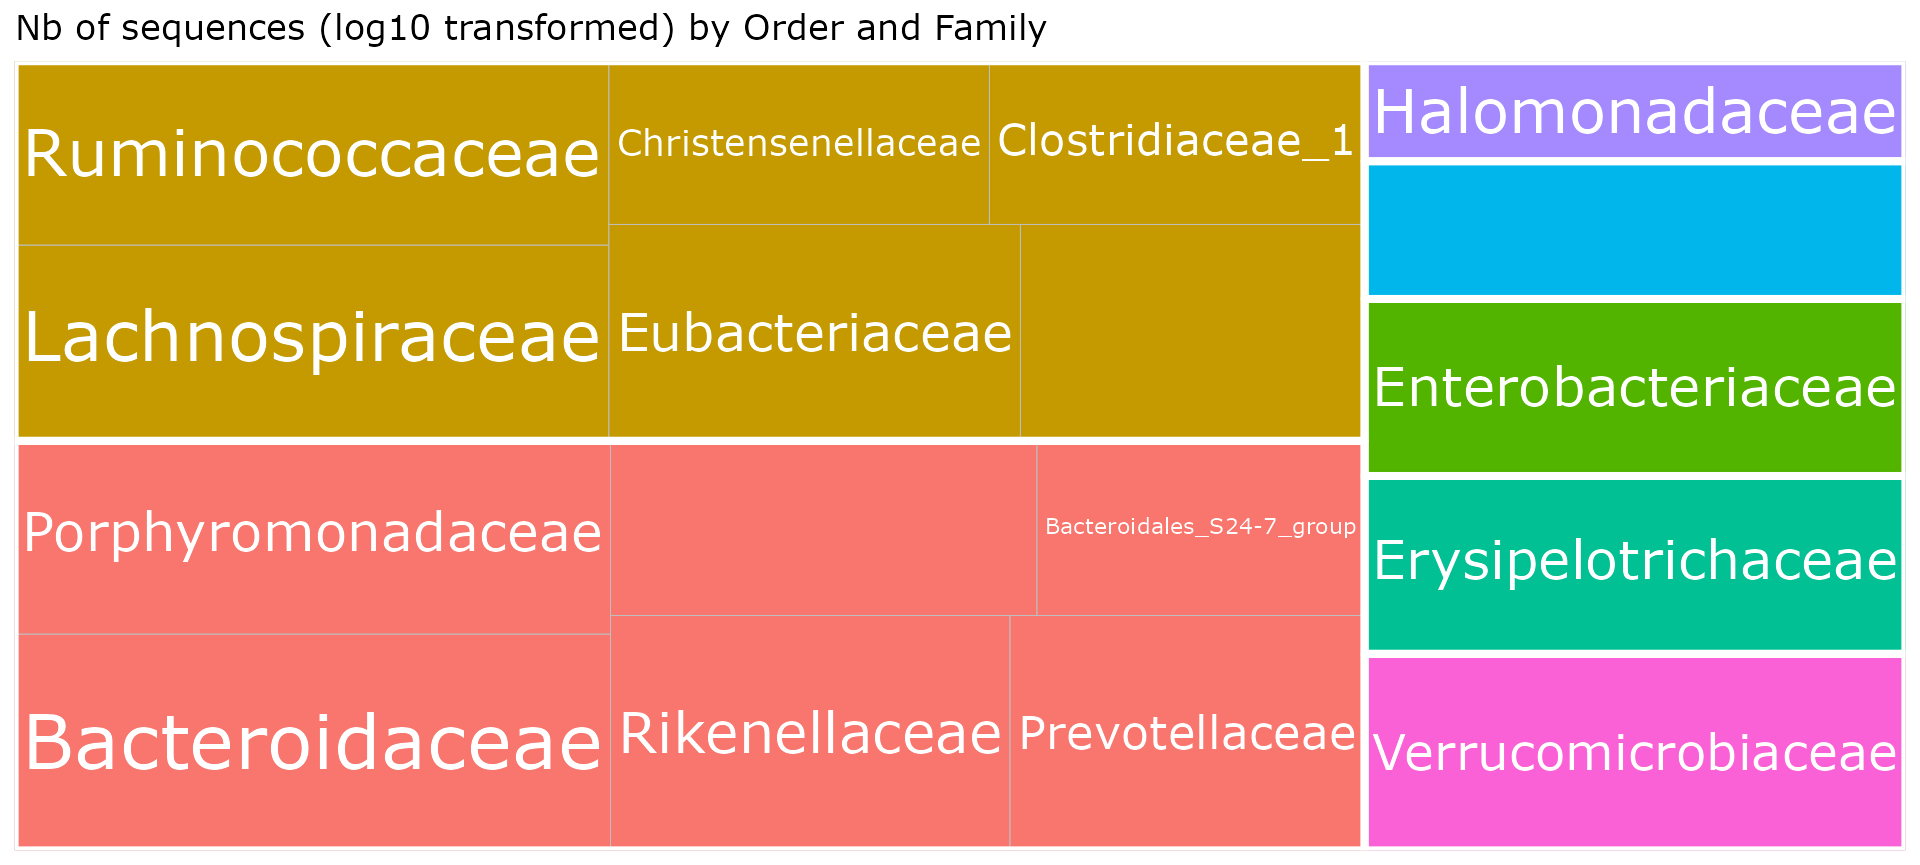 Nb of sequences (log10 transformed) by Order and Family
Ruminococcaceae
Christensenellaceae
Clostridiaceae_1
Halomonadaceae
Lachnospiraceae
Eubacteriaceae
Enterobacteriaceae
Porphyromonadaceae
Bacteroidales_S24-7_group
Erysipelotrichaceae
Bacteroidaceae
Rikenellaceae
Prevotellaceae
Verrucomicrobiaceae